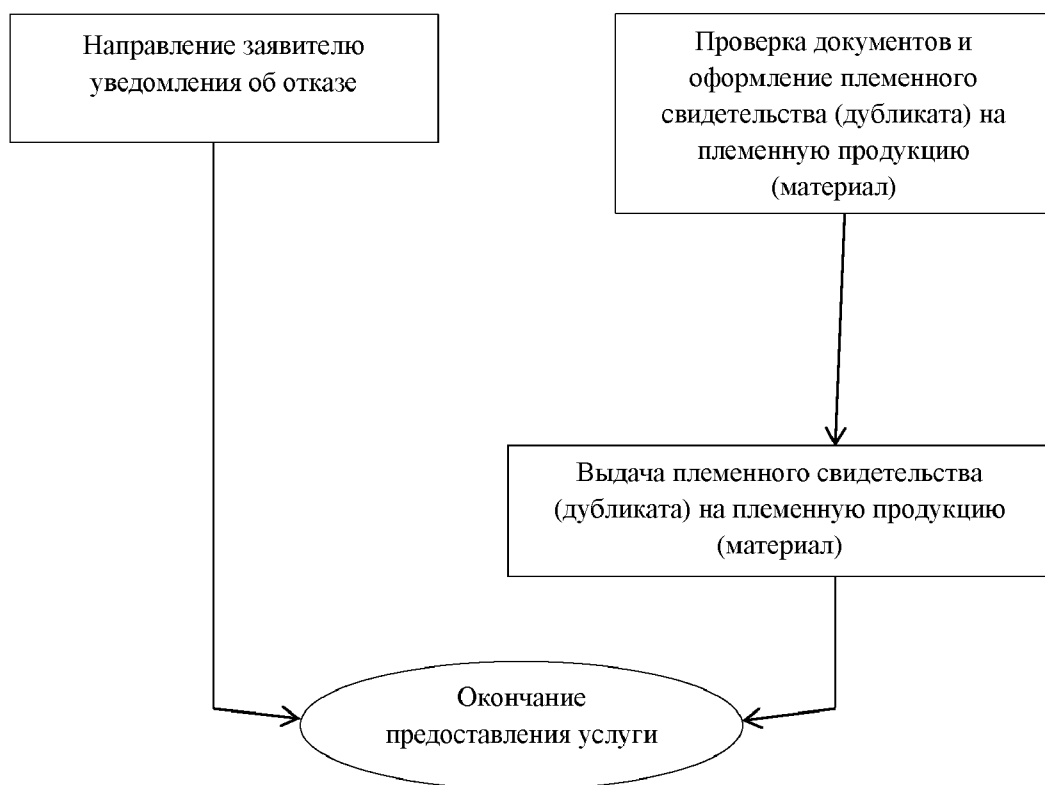 Направление заявителю
уведомления об отказе
Проверка документов и
оформление племенного
свидетельства (дубликата) на
племенную продукцию
(материал)
Выдача племенного свидетельства
(дубликата) на племенную продукцию
(материал)
Окончание
предоставления услуги